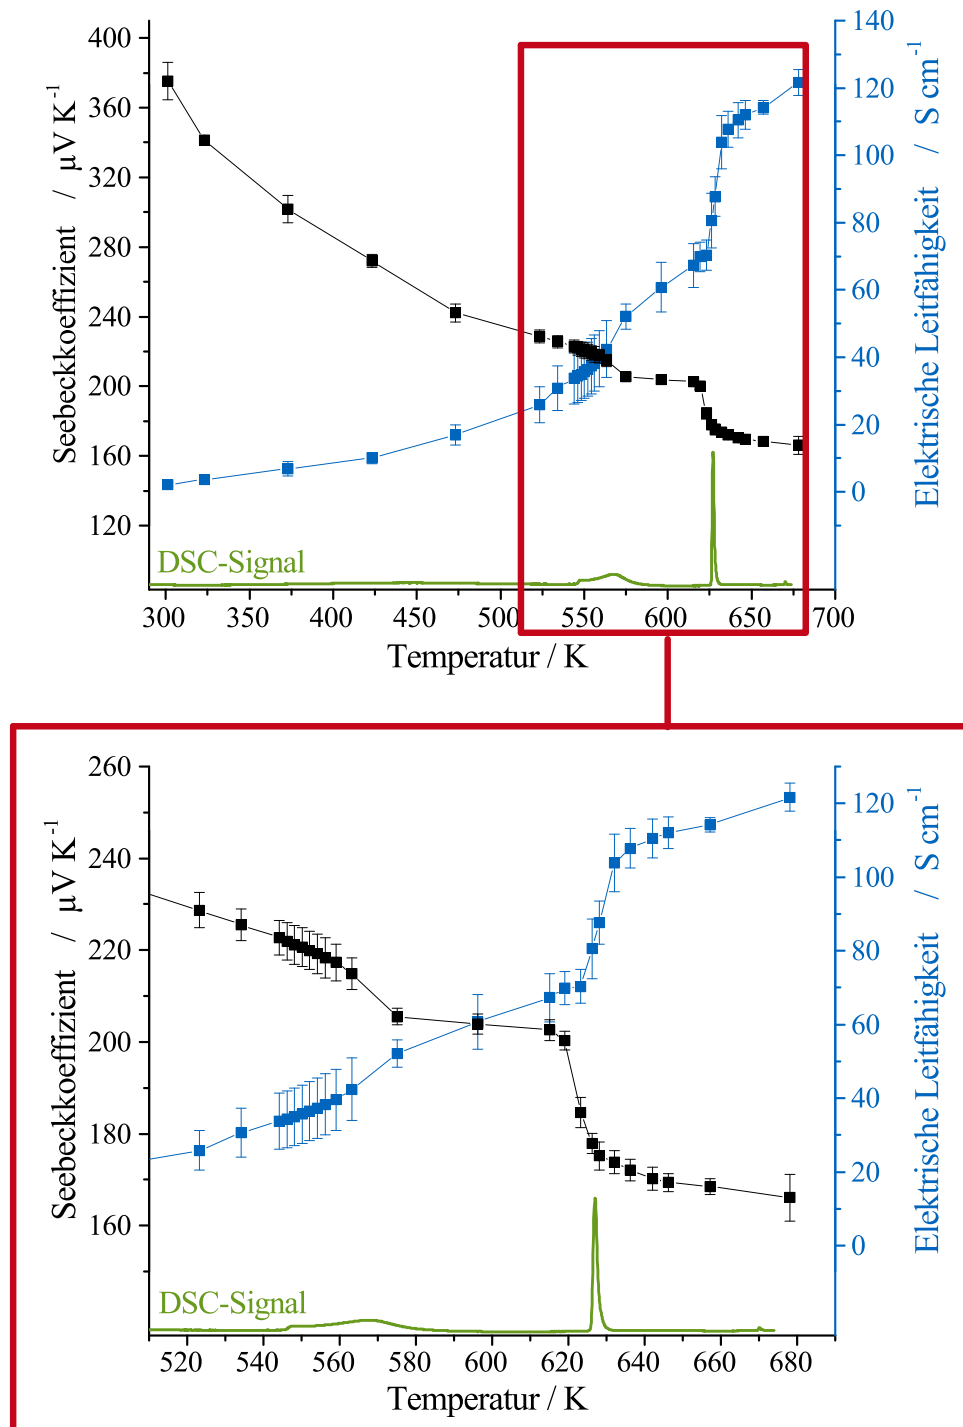 400
360
320
280
240
200
160
120
Seebeckkoeffizient / µV K⁻¹
140
120
100
80
60
40
20
0
Elektrische Leitfähigkeit / S cm⁻¹
DSC-Signal
300 350 400 450 500 550 600 650 700
Temperatur / K
260
240
220
200
180
160
Seebeckkoeffizient / µV K⁻¹
120
100
80
60
40
20
0
Elektrische Leitfähigkeit / S cm⁻¹
DSC-Signal
520 540 560 580 600 620 640 660 680
Temperatur / K